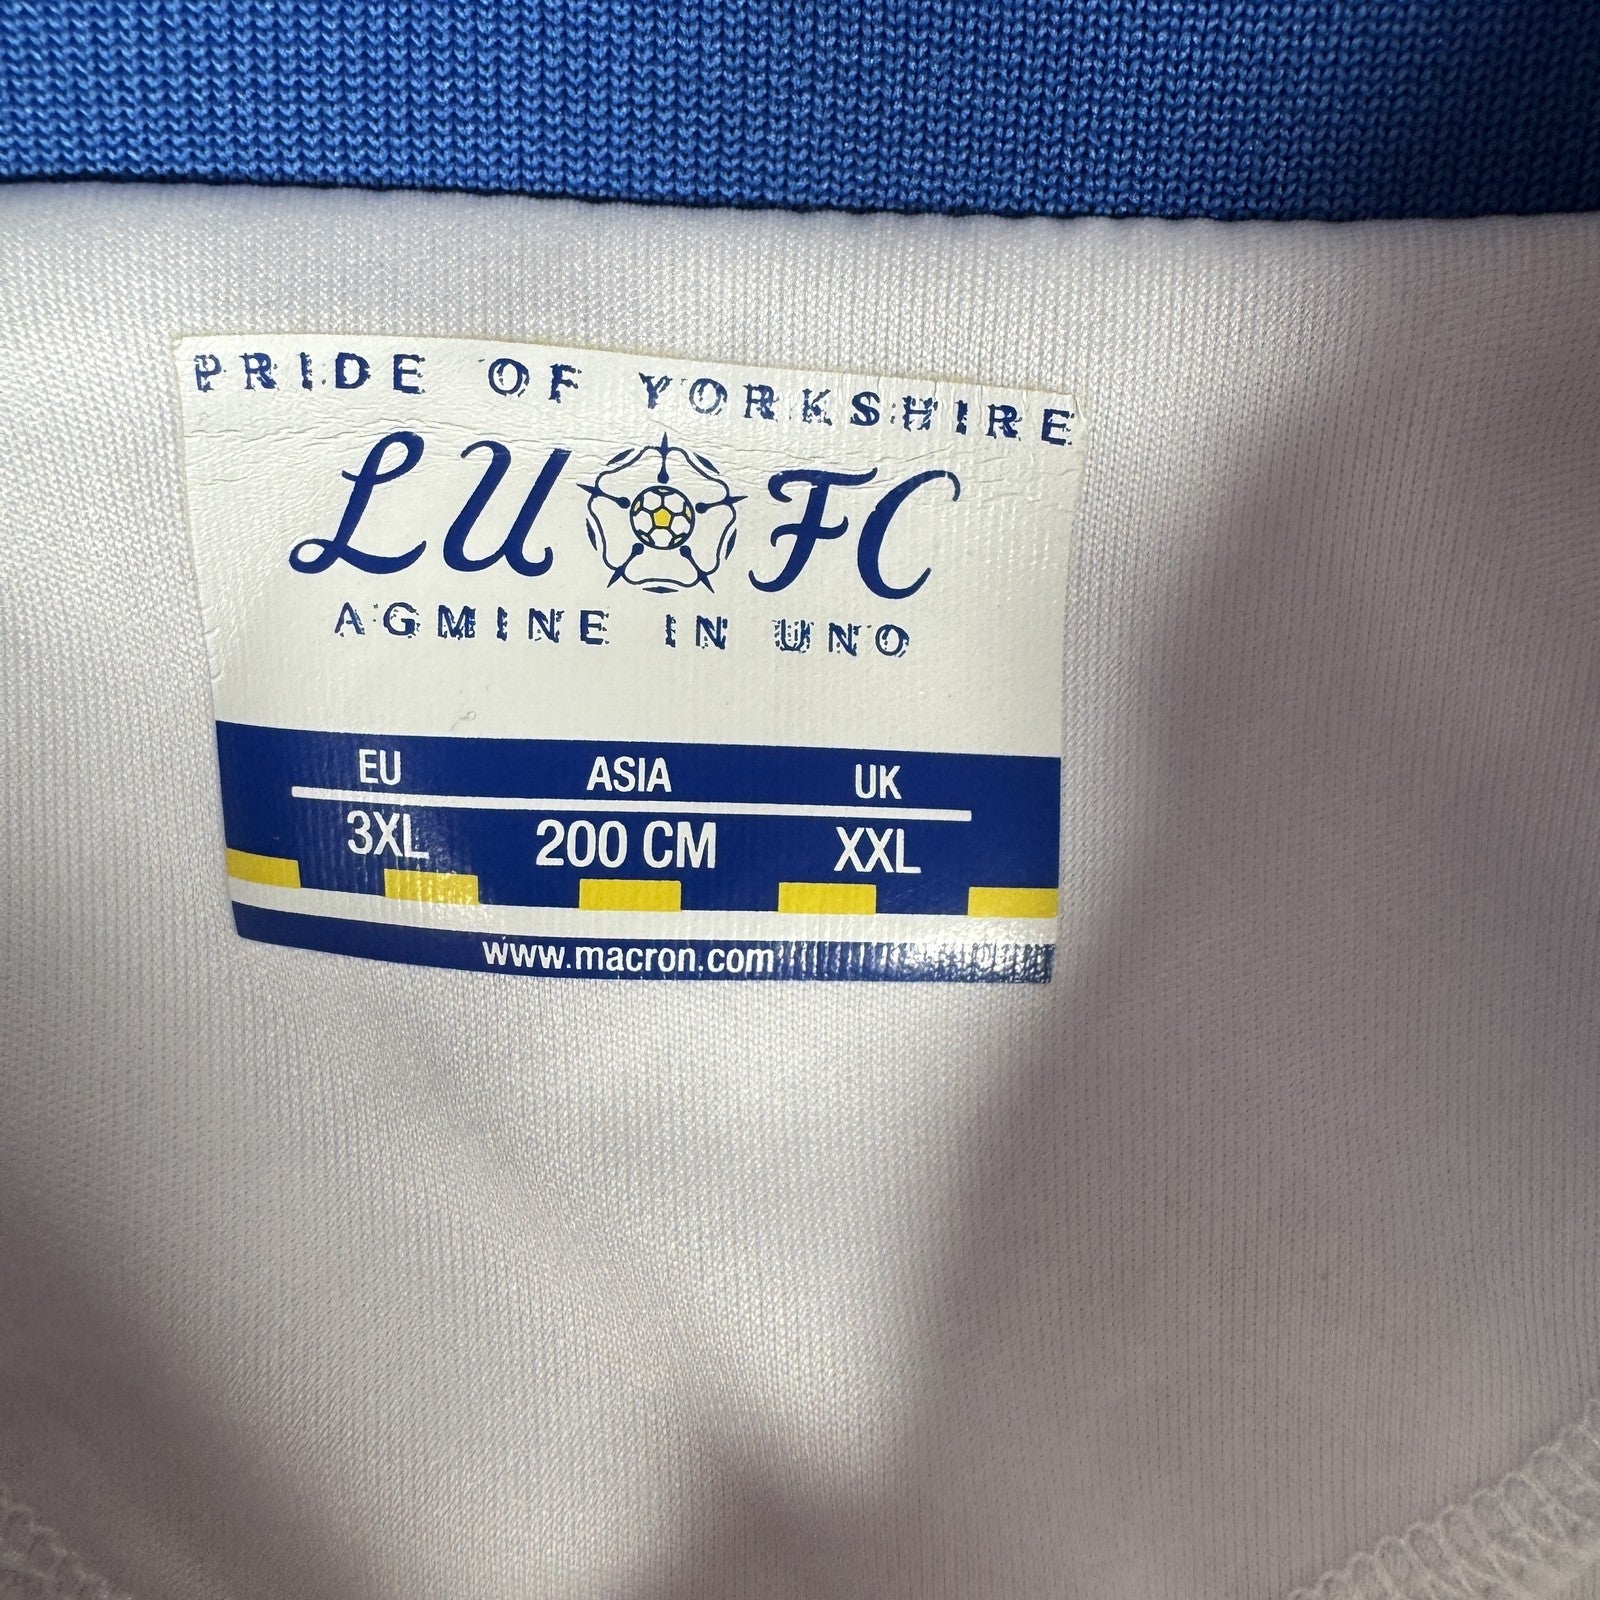 PRIDE OF YORKSHIRE
LU FC
AGMINE IN UNO
EU ASIA UK
3XL 200 CM XXL
www.macron.com